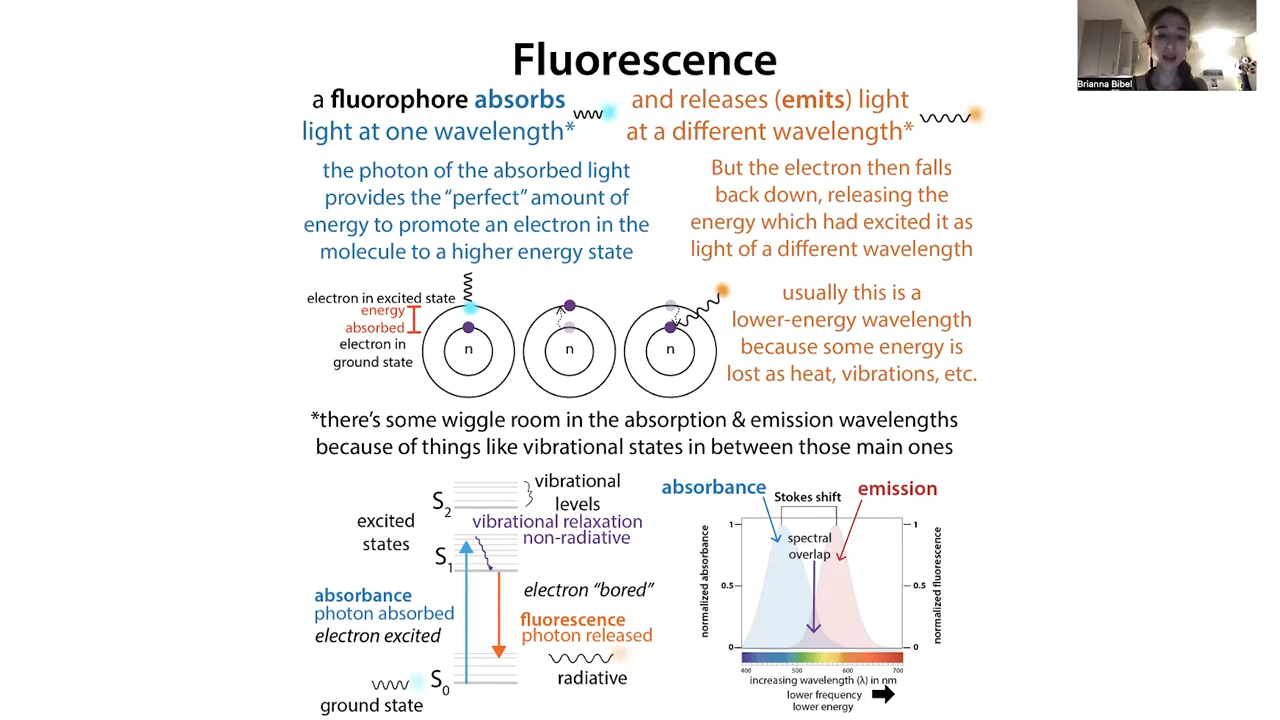 Fluorescence
a fluorophore absorbs
light at one wavelength*
and releases (emits) light
at a different wavelength*
the photon of the absorbed light
provides the “perfect” amount of
energy to promote an electron in the
molecule to a higher energy state
But the electron then falls
back down, releasing the
energy which had excited it as
light of a different wavelength
electron in excited state
energy
absorbed
electron in
ground state
n
n
n
usually this is a
lower-energy wavelength
because some energy is
lost as heat, vibrations, etc.
*there’s some wiggle room in the absorption & emission wavelengths
because of things like vibrational states in between those main ones
S2
vibrational
levels
excited
states
vibrational relaxation
non-radiative
S1
electron “bored”
absorbance
photon absorbed
electron excited
fluorescence
photon released
radiative
S0
ground state
absorbance
Stokes shift
emission
spectral
overlap
normalized absorbance
1
0.5
0
1
0.5
0
normalized fluorescence
400 500 600 700
increasing wavelength (λ) in nm
lower frequency
lower energy
Brianna Bibel